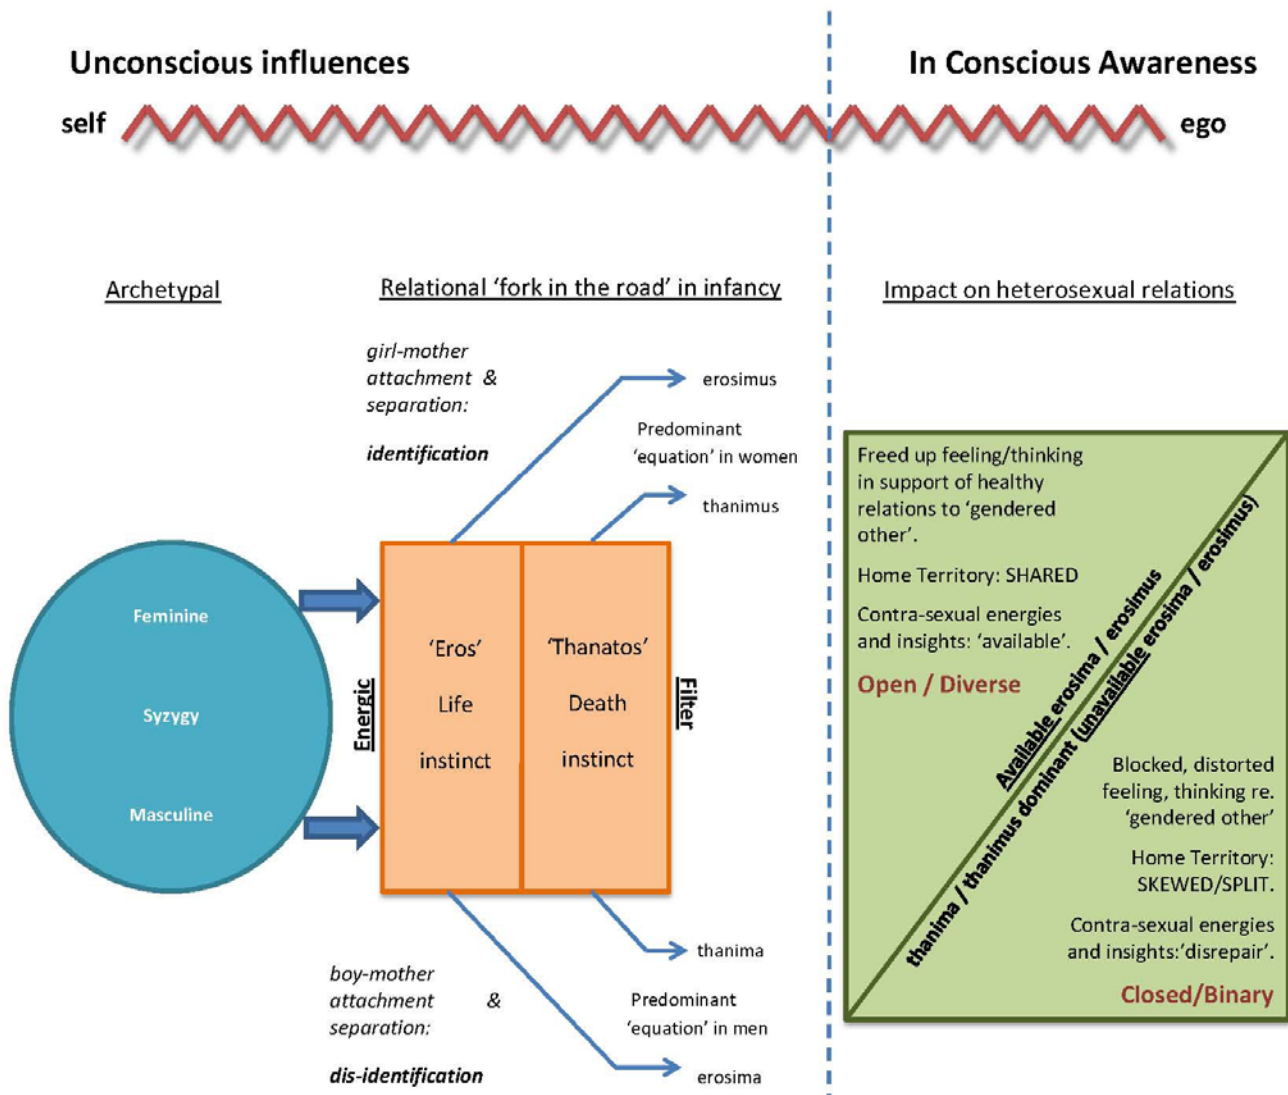 Unconscious influences
In Conscious Awareness
self
ego
Archetypal
Relational ‘fork in the road’ in infancy
Impact on heterosexual relations
girl-mother
attachment &
separation:
identification
erosimus
Predominant
‘equation’ in women
thanimus
Feminine
Syzygy
Masculine
Energic
‘Eros’
Life
instinct
‘Thanatos’
Death
instinct
Filter
boy-mother
attachment &
separation:
dis-identification
thanima
Predominant
‘equation’ in men
erosima
Freed up feeling/thinking
in support of healthy
relations to ‘gendered
other’.
Home Territory: SHARED
Contra-sexual energies
and insights: ‘available’.
Open / Diverse
Available erosima / erosimus
thanima / thanimus dominant (unavailable erosima / erosimus)
Blocked, distorted
feeling, thinking re.
‘gendered other’
Home Territory:
SKEWED/SPLIT.
Contra-sexual energies
and insights:‘disrepair’.
Closed/Binary